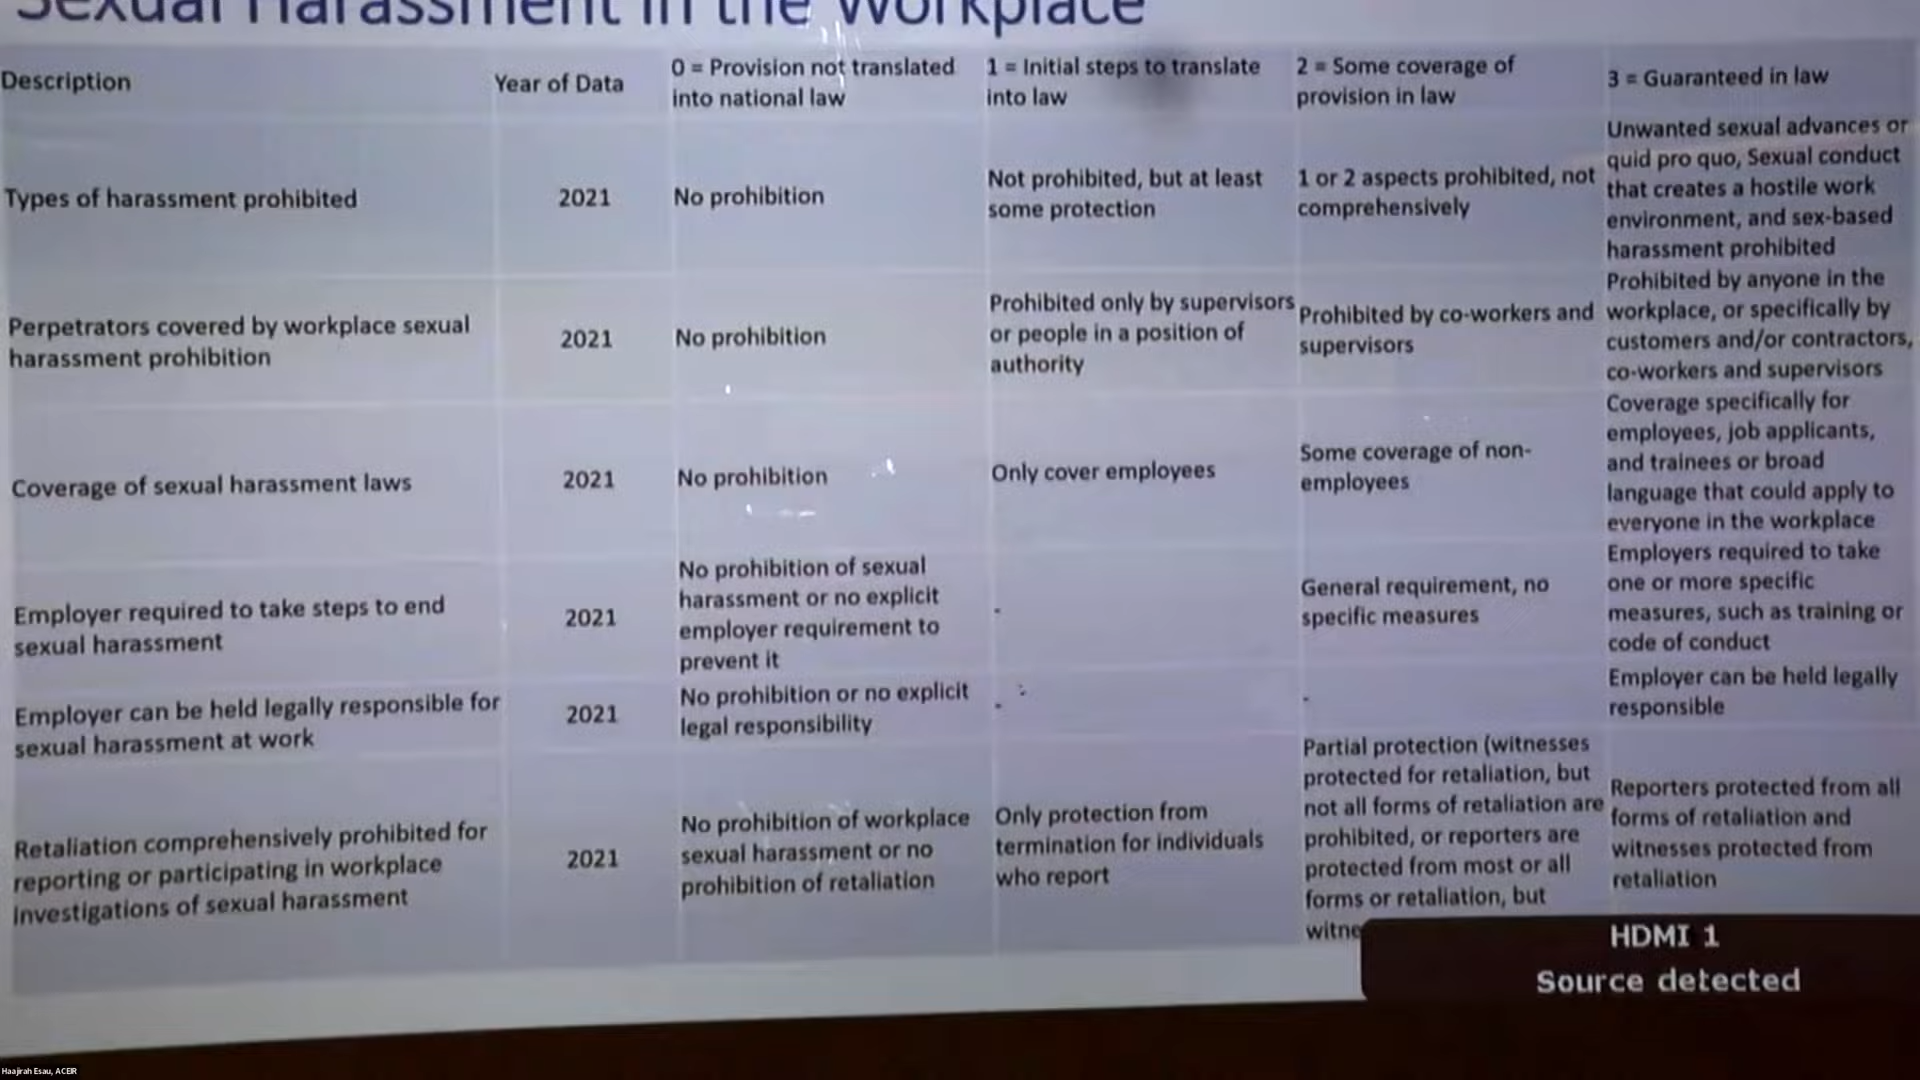 Sexual Harassment in the Workplace
Description
Year of Data
0 = Provision not translated
into national law
1 = Initial steps to translate
into law
2 = Some coverage of
provision in law
3 = Guaranteed in law
Types of harassment prohibited
2021
No prohibition
Not prohibited, but at least
some protection
1 or 2 aspects prohibited, not
comprehensively
Unwanted sexual advances or
quid pro quo, Sexual conduct
that creates a hostile work
environment, and sex-based
harassment prohibited
Perpetrators covered by workplace sexual
harassment prohibition
2021
No prohibition
Prohibited only by supervisors
or people in a position of
authority
Prohibited by co-workers and
supervisors
Prohibited by anyone in the
workplace, or specifically by
customers and/or contractors,
co-workers and supervisors
Coverage of sexual harassment laws
2021
No prohibition
Only cover employees
Some coverage of non-
employees
Coverage specifically for
employees, job applicants,
and trainees or broad
language that could apply to
everyone in the workplace
Employer required to take steps to end
sexual harassment
2021
No prohibition of sexual
harassment or no explicit
employer requirement to
prevent it
-
General requirement, no
specific measures
Employers required to take
one or more specific
measures, such as training or
code of conduct
Employer can be held legally responsible for
sexual harassment at work
2021
No prohibition or no explicit
legal responsibility
-
-
Employer can be held legally
responsible
Retaliation comprehensively prohibited for
reporting or participating in workplace
investigations of sexual harassment
2021
No prohibition of workplace
sexual harassment or no
prohibition of retaliation
Only protection from
termination for individuals
who report
Partial protection (witnesses
protected for retaliation, but
not all forms of retaliation are
prohibited, or reporters are
protected from most or all
forms or retaliation, but
witne
Reporters protected from all
forms of retaliation and
witnesses protected from
retaliation
HDMI 1
Source detected
Haajirah Esau, ACEIR